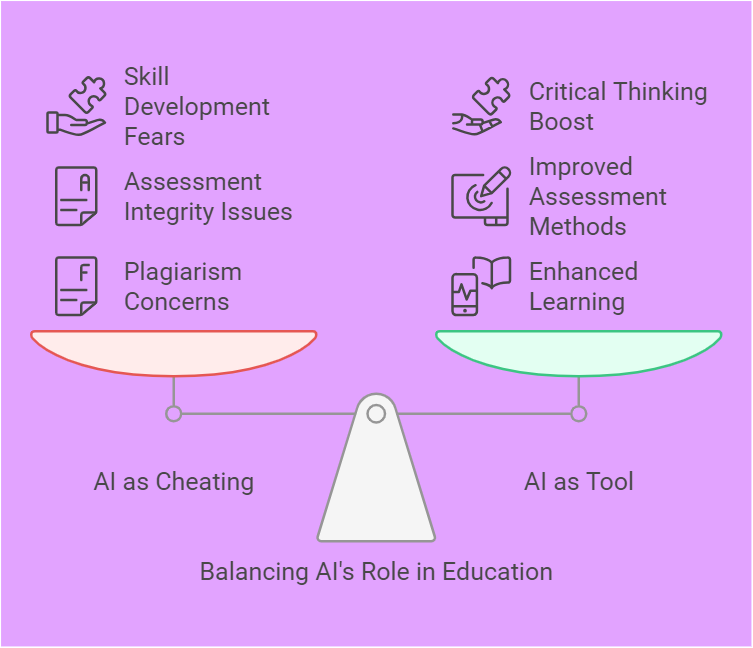 Skill
Development
Fears
Assessment
Integrity Issues
Plagiarism
Concerns
Critical Thinking
Boost
Improved
Assessment
Methods
Enhanced
Learning
A
F
AI as Cheating
AI as Tool
Balancing AI's Role in Education